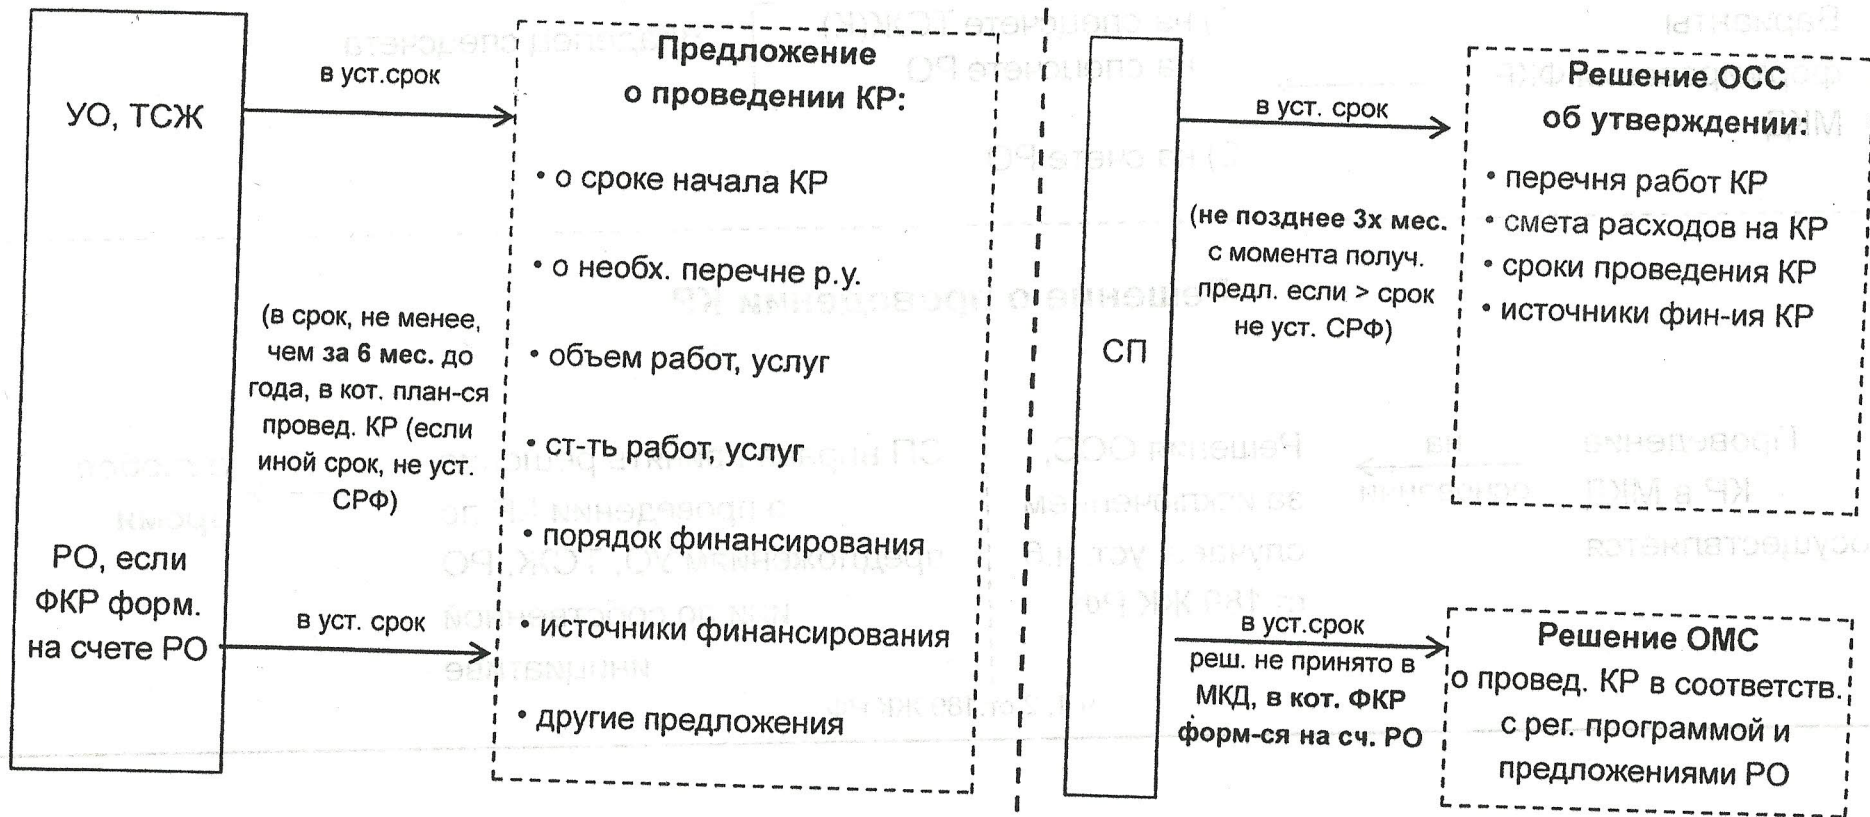 УО, ТСЖ
РО, если
ФКР форм.
на счете РО
в уст.срок
(в срок, не менее,
чем за 6 мес. до
года, в кот. план-ся
провед. КР (если
иной срок, не уст.
СРФ)
в уст. срок
Предложение
о проведении КР:
• о сроке начала КР
• о необх. перечне р.у.
• объем работ, услуг
• ст-ть работ, услуг
• порядок финансирования
• источники финансирования
• другие предложения
СП
в уст. срок
(не позднее 3х мес.
с момента получ.
предл. если > срок
не уст. СРФ)
в уст.срок
реш. не принято в
МКД, в кот. ФКР
форм-ся на сч. РО
Решение ОСС
об утверждении:
• перечня работ КР
• смета расходов на КР
• сроки проведения КР
• источники фин-ия КР
Решение ОМС
о провед. КР в соответств.
с рег. программой и
предложениями РО